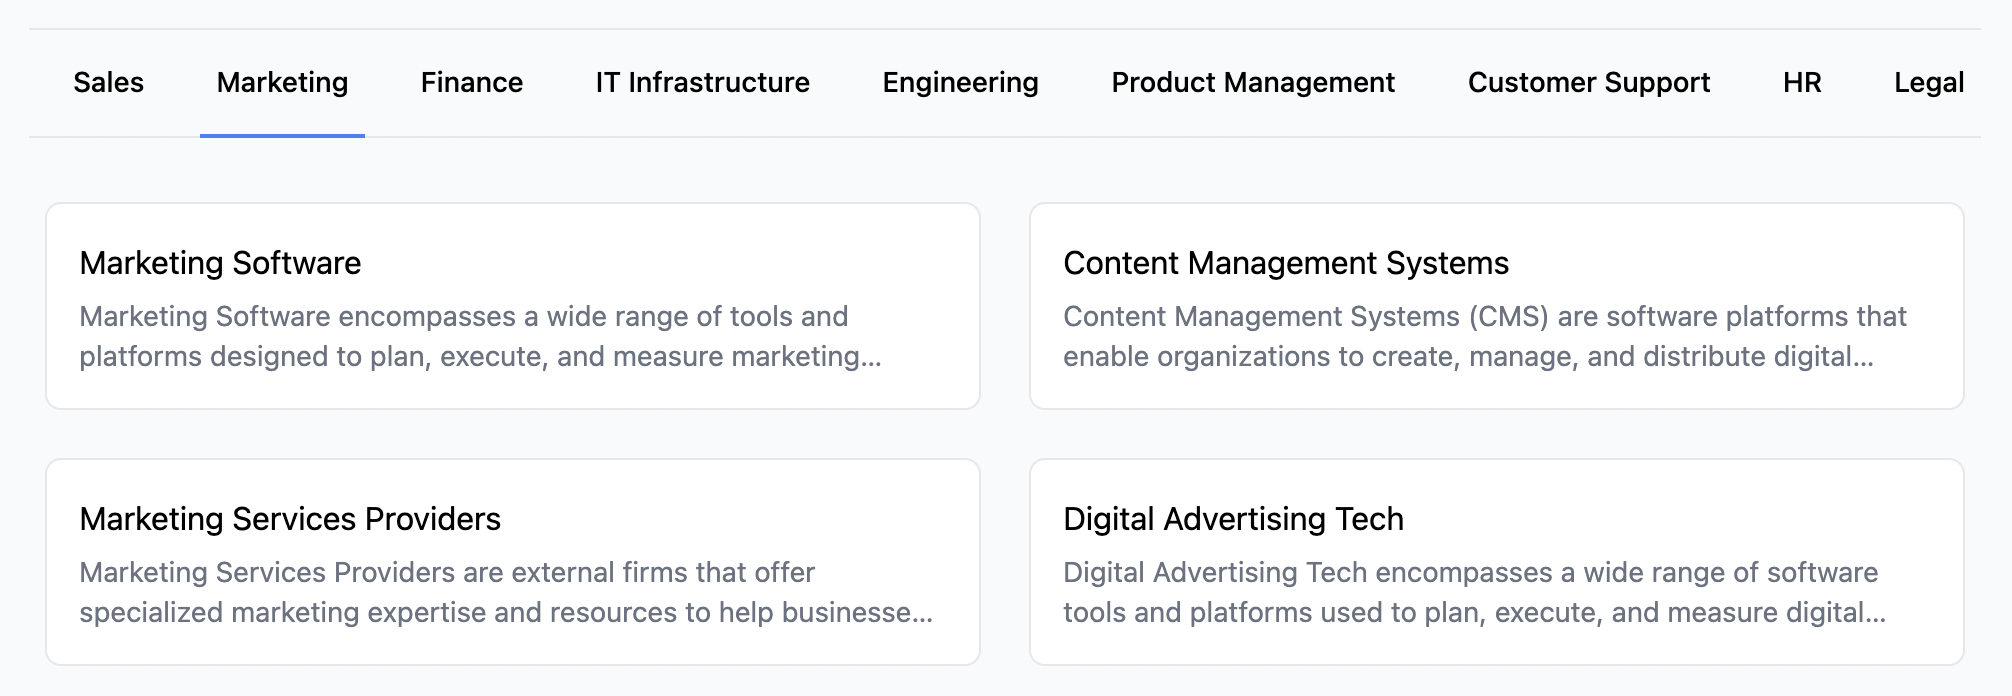 Sales Marketing Finance IT Infrastructure Engineering Product Management Customer Support HR Legal
Marketing Software
Marketing Software encompasses a wide range of tools and
platforms designed to plan, execute, and measure marketing...
Content Management Systems
Content Management Systems (CMS) are software platforms that
enable organizations to create, manage, and distribute digital...
Marketing Services Providers
Marketing Services Providers are external firms that offer
specialized marketing expertise and resources to help businesse...
Digital Advertising Tech
Digital Advertising Tech encompasses a wide range of software
tools and platforms used to plan, execute, and measure digital...